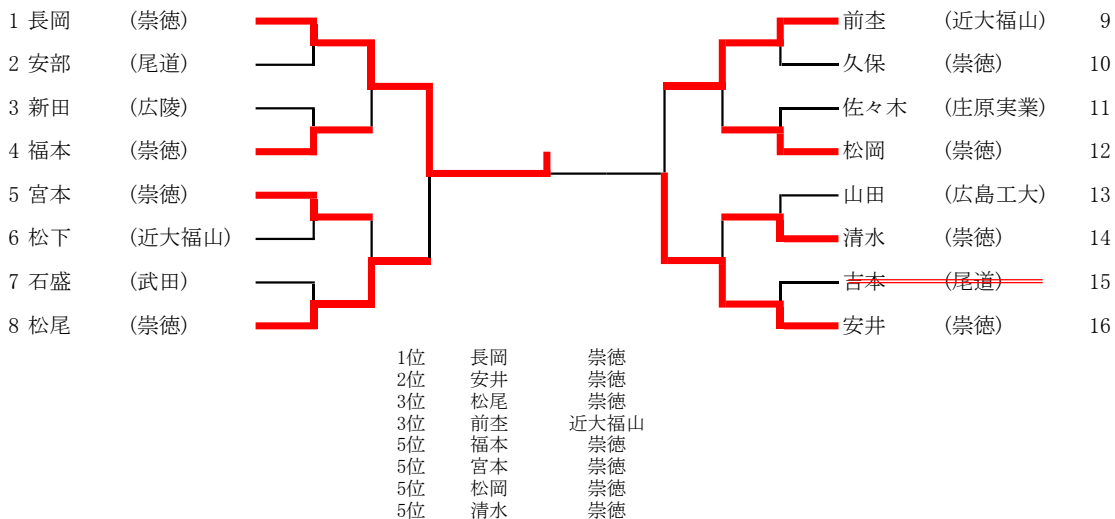 1 長岡 (崇徳) 前杢 (近大福山) 9
2 安部 (尾道) 久保 (崇徳) 10
3 新田 (広陵) 佐々木 (庄原実業) 11
4 福本 (崇徳) 松岡 (崇徳) 12
5 宮本 (崇徳) 山田 (広島工大) 13
6 松下 (近大福山) 清水 (崇徳) 14
7 石盛 (武田) 吉本 (尾道) 15
8 松尾 (崇徳) 安井 (崇徳) 16
1位 長岡 崇徳
2位 安井 崇徳
3位 松尾 崇徳
3位 前杢 近大福山
5位 福本 崇徳
5位 宮本 崇徳
5位 松岡 崇徳
5位 清水 崇徳